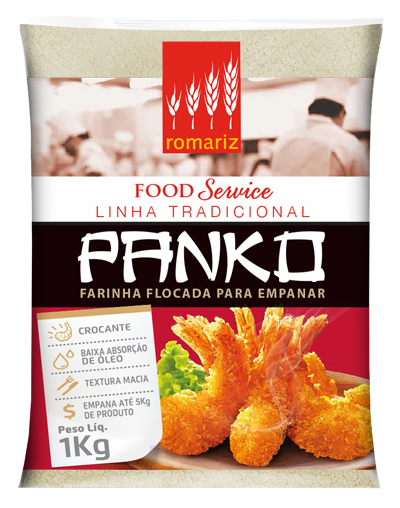 romariz
FOOD Service
LINHA TRADICIONAL
PANKO
FARINHA FLOCADA PARA EMPANAR
CROCANTE
BAIXA ABSORÇÃO
DE ÓLEO
TEXTURA MACIA
$
EMPANA ATÉ 5Kg
DE PRODUTO
Peso Líq.
1Kg